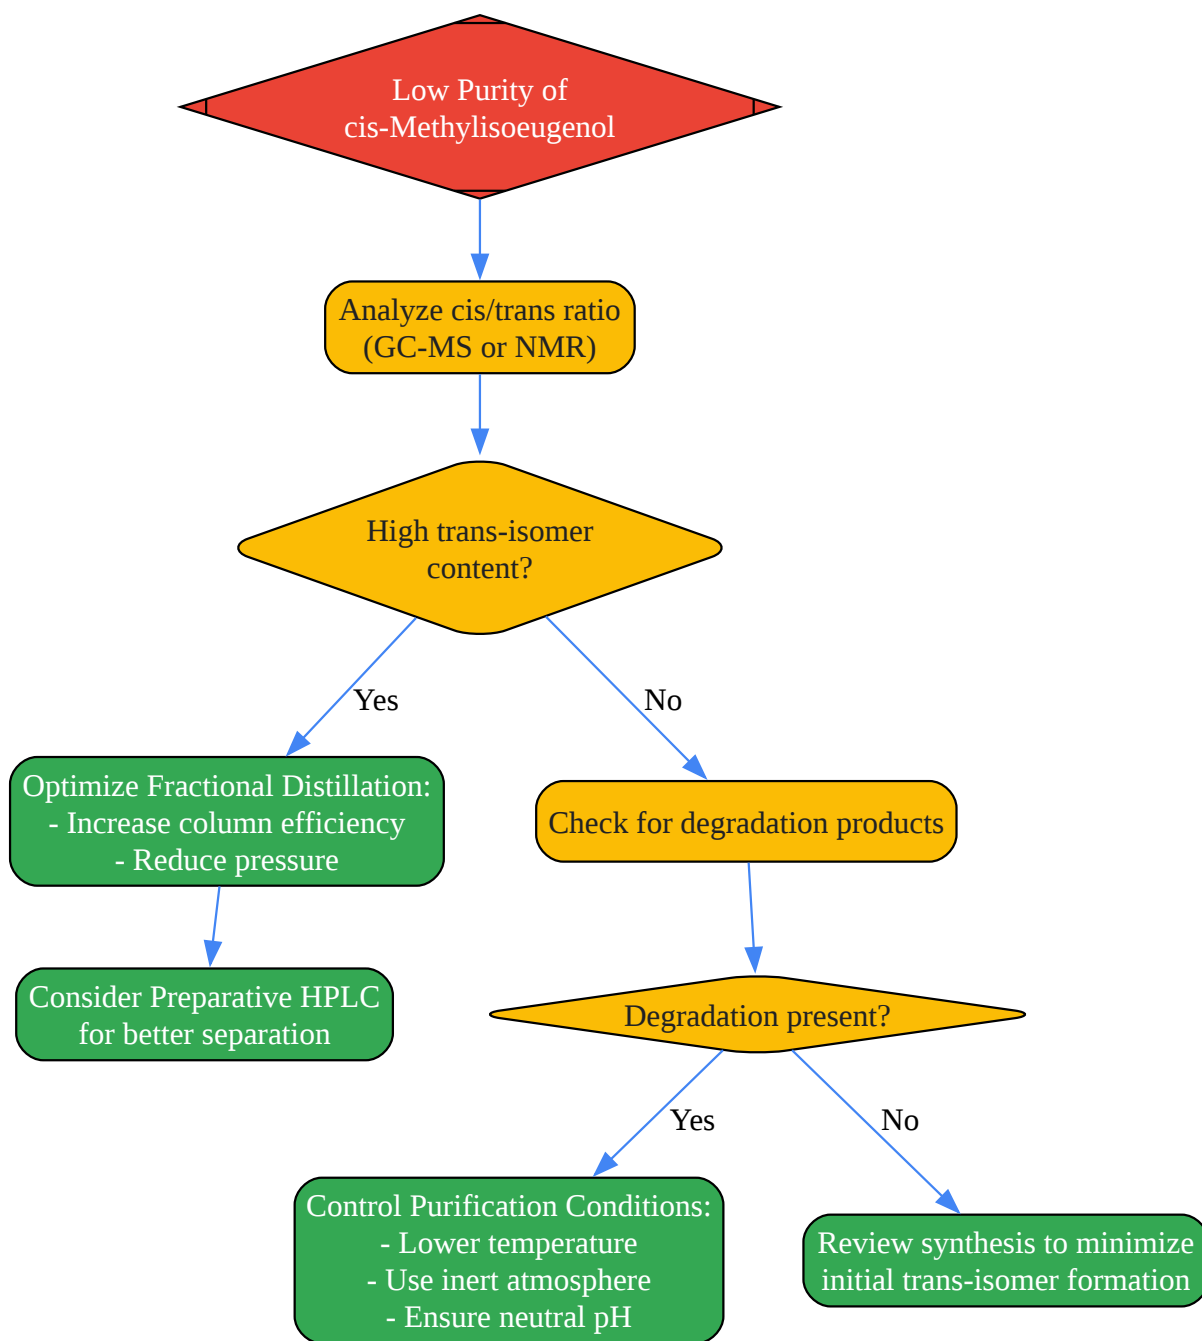 Low Purity of
cis-Methylisoeugenol
Analyze cis/trans ratio
(GC-MS or NMR)
High trans-isomer
content?
Yes
No
Optimize Fractional Distillation:
- Increase column efficiency
- Reduce pressure
Check for degradation products
Consider Preparative HPLC
for better separation
Degradation present?
Yes
No
Control Purification Conditions:
- Lower temperature
- Use inert atmosphere
- Ensure neutral pH
Review synthesis to minimize
initial trans-isomer formation